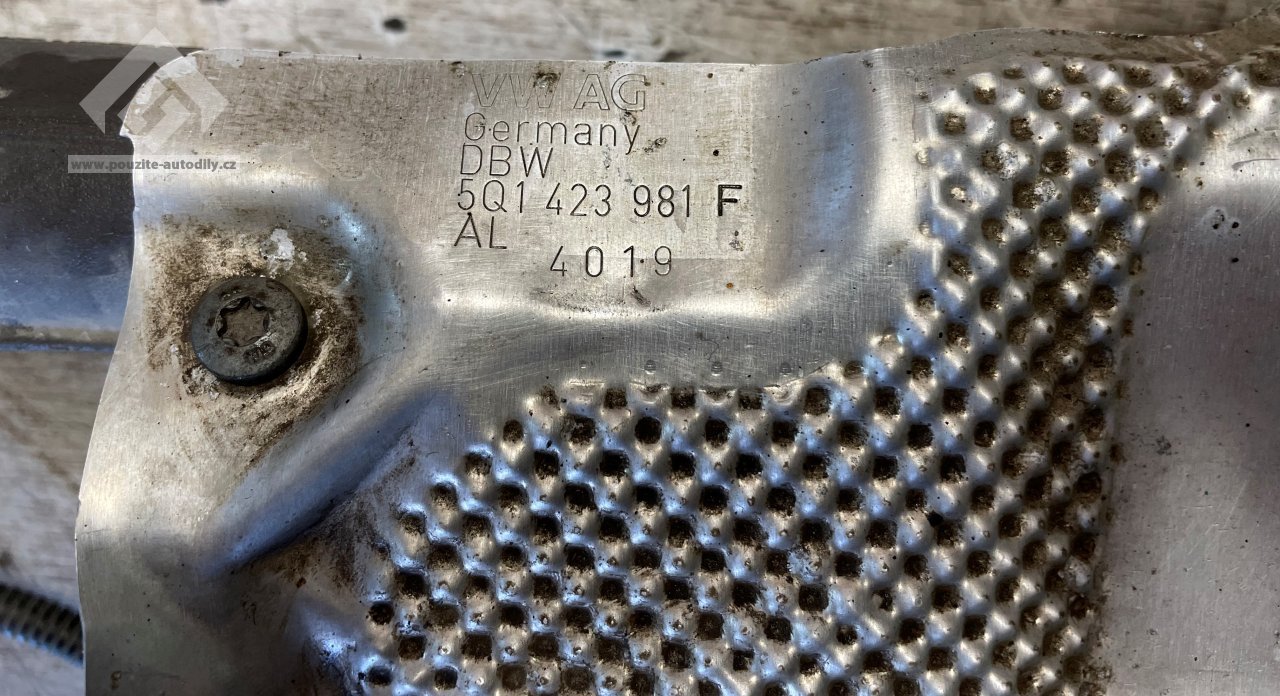 VW AG
Germany
DBW
5Q1 423 981 F
AL
4019
www.pouzite-autodily.cz